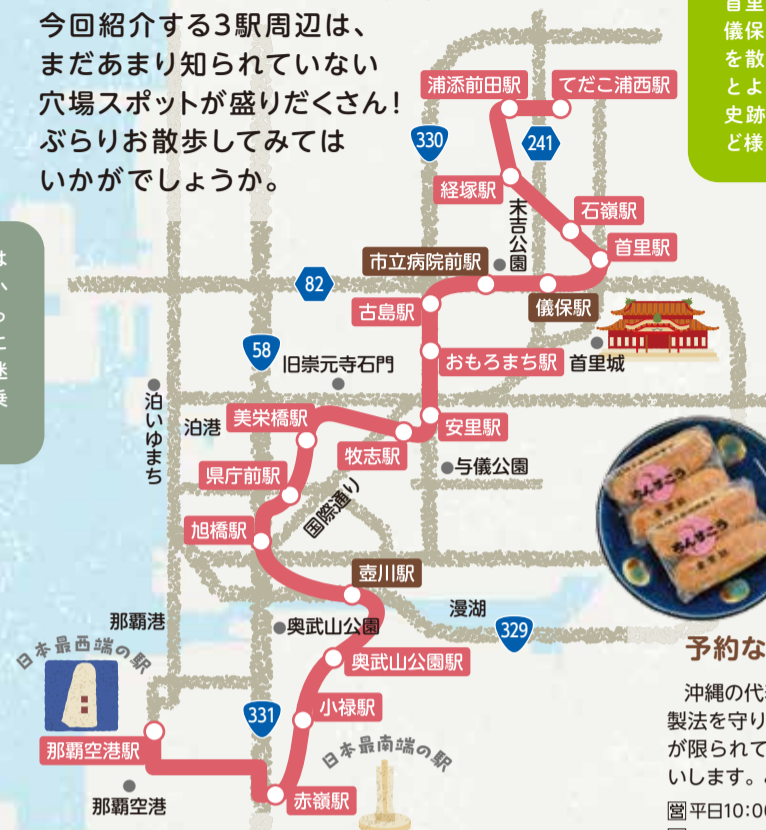 今回紹介する3駅周辺は、
まだあまり知られていない
穴場スポットが盛りだくさん!
ぶらりお散歩してみては
いかがでしょうか。
首里
儀保
を散
とよ
史跡
ど様
浦添前田駅
てだこ浦西駅
330
241
経塚駅
末吉公園
石嶺駅
首里駅
市立病院前駅
82
儀保駅
古島駅
58
旧崇元寺石門
おもろまち駅
首里城
泊いゆまち
泊港
美栄橋駅
安里駅
牧志駅
与儀公園
県庁前駅
国際通り
旭橋駅
壺川駅
那覇港
奥武山公園
漫湖
329
日本最西端の駅
奥武山公園駅
331
小禄駅
那覇空港駅
日本最南端の駅
那覇空港
赤嶺駅
ちんすこう
ちんすこう
予約な
沖縄の代
製法を守り
が限られて
いします。
営平日10:00